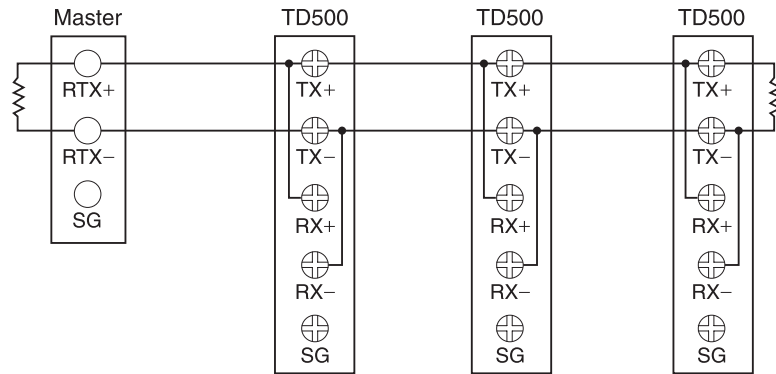 Master TD500 TD500 TD500
RTX+ TX+ TX+ TX+
RTX− TX− TX− TX−
SG RX+ RX+ RX+
RX− RX− RX−
SG SG SG